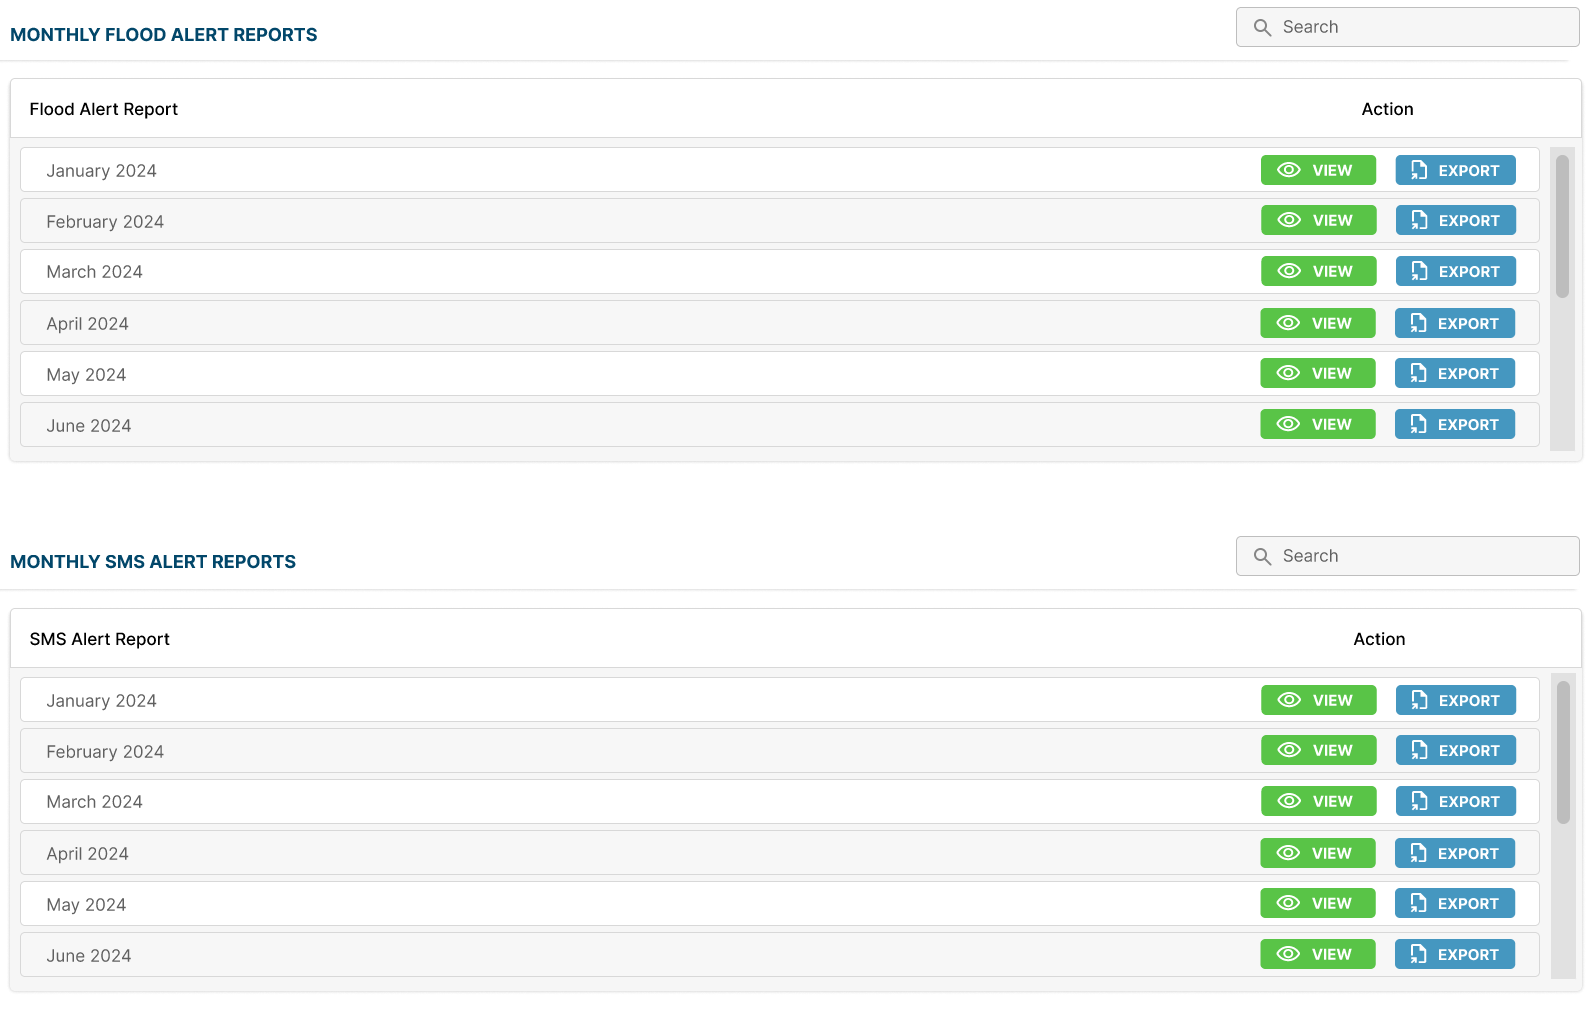 MONTHLY FLOOD ALERT REPORTS
Search
Flood Alert Report Action
January 2024 VIEW EXPORT
February 2024 VIEW EXPORT
March 2024 VIEW EXPORT
April 2024 VIEW EXPORT
May 2024 VIEW EXPORT
June 2024 VIEW EXPORT
MONTHLY SMS ALERT REPORTS
Search
SMS Alert Report Action
January 2024 VIEW EXPORT
February 2024 VIEW EXPORT
March 2024 VIEW EXPORT
April 2024 VIEW EXPORT
May 2024 VIEW EXPORT
June 2024 VIEW EXPORT